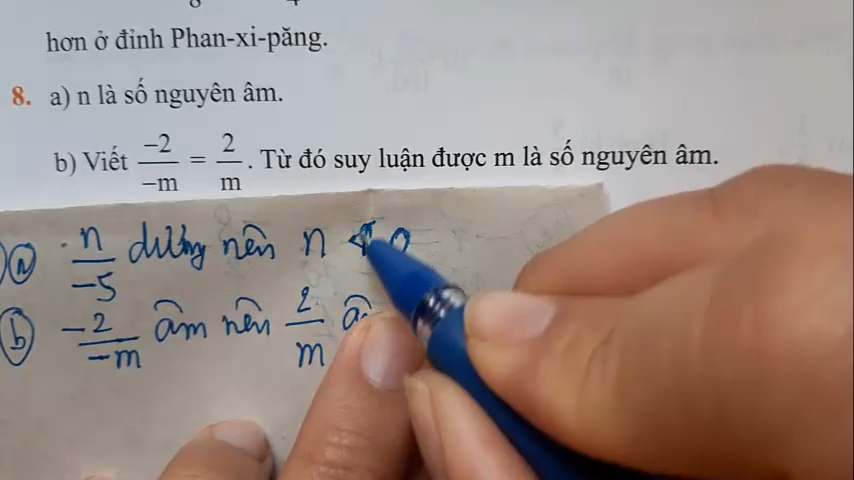 hơn ở đỉnh Phan-xi-păng.
8. a) n là số nguyên âm.
b) Viết -2/-m = 2/m. Từ đó suy luận được m là số nguyên âm.
a n/-5 dương nên n < 0
b -2/-m âm nên 2/m